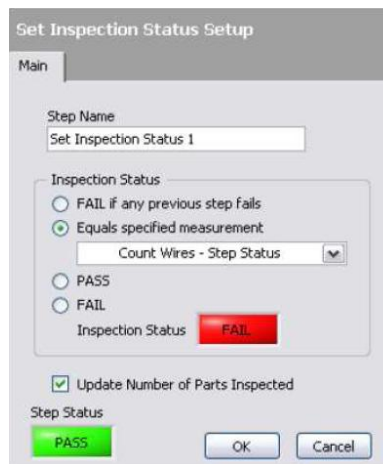 Set Inspection Status Setup
Main
Step Name
Set Inspection Status 1
Inspection Status
FAIL if any previous step fails
Equals specified measurement
Count Wires - Step Status
PASS
FAIL
Inspection Status FAIL
Update Number of Parts Inspected
Step Status
PASS OK Cancel